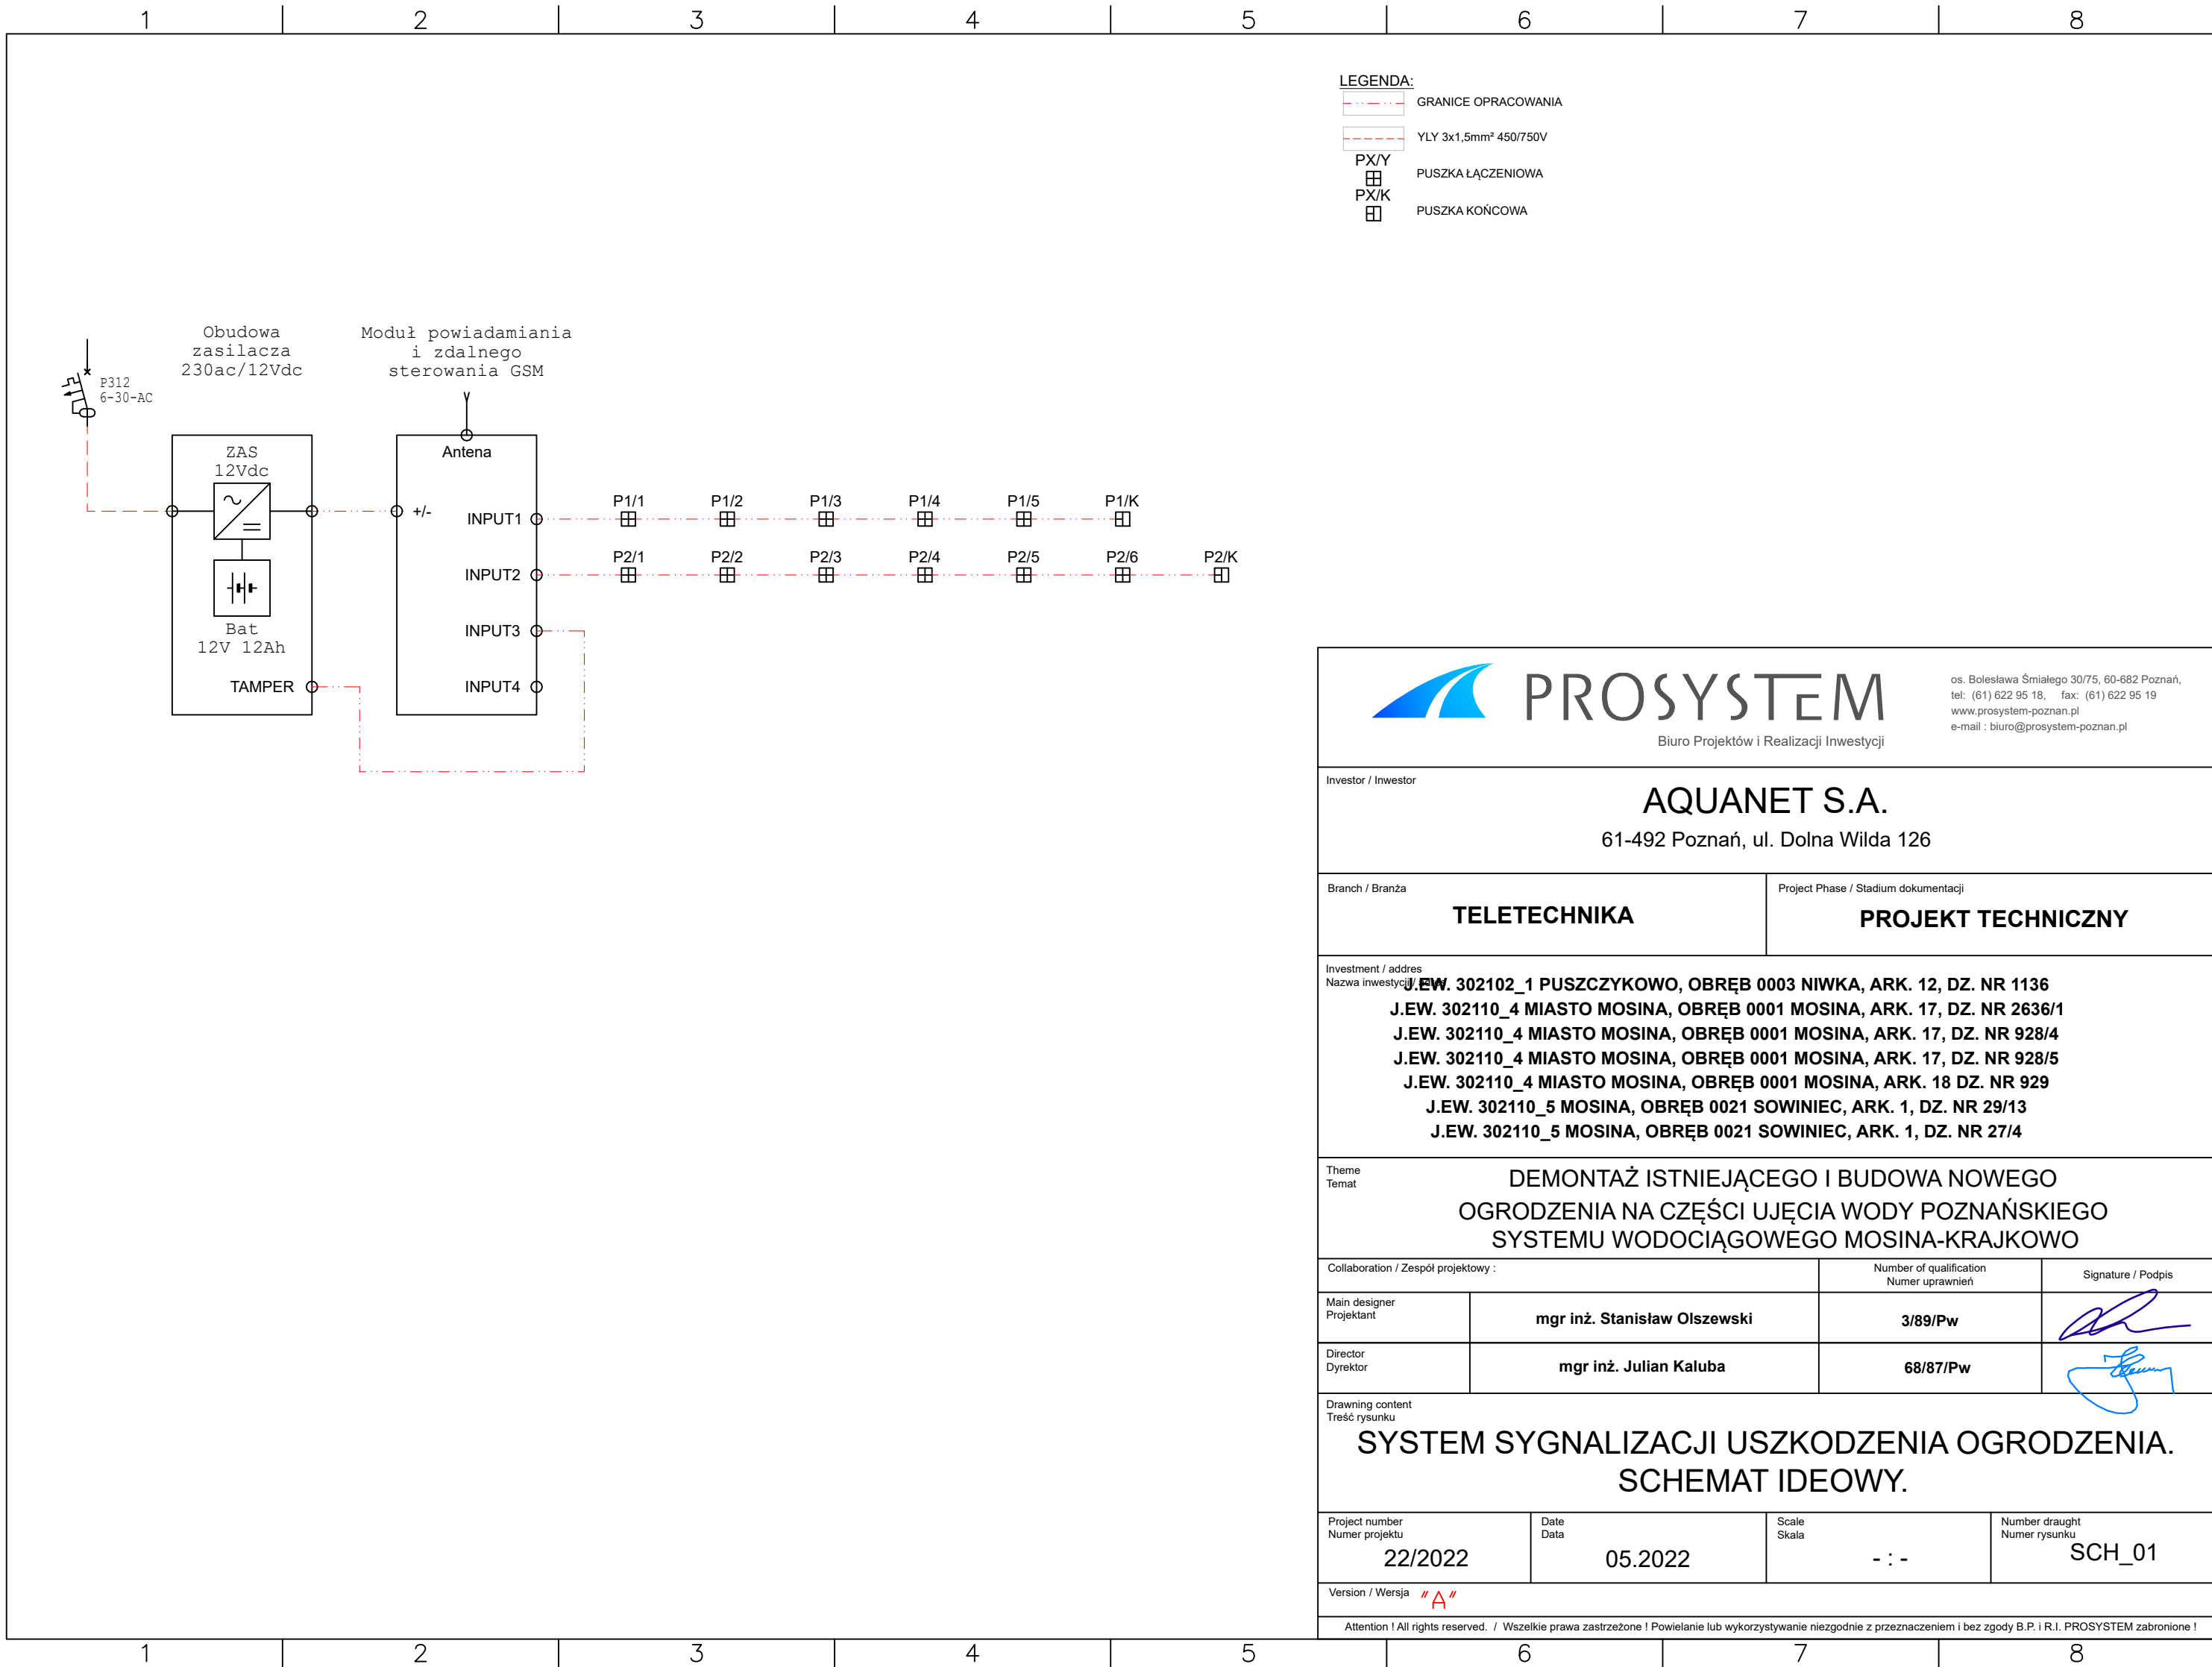 1 2 3 4 5 6 7 8
LEGENDA:
GRANICE OPRACOWANIA
YLY 3x1,5mm² 450/750V
PX/Y
PUSZKA ŁĄCZENIOWA
PX/K
PUSZKA KOŃCOWA
Obudowa
zasilacza
230ac/12Vdc
Moduł powiadamiania
i zdalnego
sterowania GSM
P312
6-30-AC
ZAS
12Vdc
Bat
12V 12Ah
TAMPER
Antena
+/-
INPUT1
INPUT2
INPUT3
INPUT4
P1/1 P1/2 P1/3 P1/4 P1/5 P1/K
P2/1 P2/2 P2/3 P2/4 P2/5 P2/6 P2/K
PROSYSTEM
Biuro Projektów i Realizacji Inwestycji
os. Bolesława Śmiałego 30/75, 60-682 Poznań,
tel: (61) 622 95 18, fax: (61) 622 95 19
www.prosystem-poznan.pl
e-mail : biuro@prosystem-poznan.pl
Investor / Inwestor
AQUANET S.A.
61-492 Poznań, ul. Dolna Wilda 126
Branch / Branża
TELETECHNIKA
Project Phase / Stadium dokumentacji
PROJEKT TECHNICZNY
Investment / addres
Nazwa inwestycji/
J.EW. 302102_1 PUSZCZYKOWO, OBRĘB 0003 NIWKA, ARK. 12, DZ. NR 1136
J.EW. 302110_4 MIASTO MOSINA, OBRĘB 0001 MOSINA, ARK. 17, DZ. NR 2636/1
J.EW. 302110_4 MIASTO MOSINA, OBRĘB 0001 MOSINA, ARK. 17, DZ. NR 928/4
J.EW. 302110_4 MIASTO MOSINA, OBRĘB 0001 MOSINA, ARK. 17, DZ. NR 928/5
J.EW. 302110_4 MIASTO MOSINA, OBRĘB 0001 MOSINA, ARK. 18 DZ. NR 929
J.EW. 302110_5 MOSINA, OBRĘB 0021 SOWINIEC, ARK. 1, DZ. NR 29/13
J.EW. 302110_5 MOSINA, OBRĘB 0021 SOWINIEC, ARK. 1, DZ. NR 27/4
Theme
Temat
DEMONTAŻ ISTNIEJĄCEGO I BUDOWA NOWEGO
OGRODZENIA NA CZĘŚCI UJĘCIA WODY POZNAŃSKIEGO
SYSTEMU WODOCIĄGOWEGO MOSINA-KRAJKOWO
Collaboration / Zespół projektowy :
Number of qualification
Numer uprawnień
Signature / Podpis
Main designer
Projektant
mgr inż. Stanisław Olszewski
3/89/Pw
Director
Dyrektor
mgr inż. Julian Kaluba
68/87/Pw
Drawning content
Treść rysunku
SYSTEM SYGNALIZACJI USZKODZENIA OGRODZENIA.
SCHEMAT IDEOWY.
Project number
Numer projektu
22/2022
Date
Data
05.2022
Scale
Skala
- : -
Number draught
Numer rysunku
SCH_01
Version / Wersja "A"
Attention ! All rights reserved. / Wszelkie prawa zastrzeżone ! Powielanie lub wykorzystywanie niezgodnie z przeznaczeniem i bez zgody B.P. i R.I. PROSYSTEM zabronione !
1 2 3 4 5 6 7 8